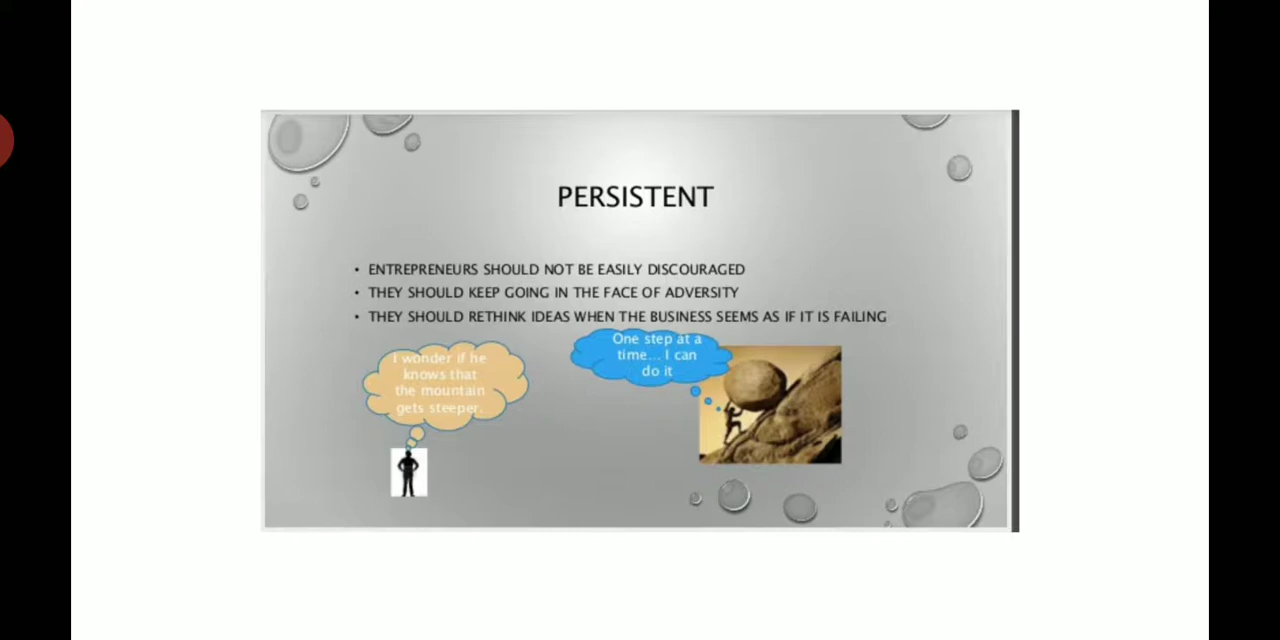 PERSISTENT
• ENTREPRENEURS SHOULD NOT BE EASILY DISCOURAGED
• THEY SHOULD KEEP GOING IN THE FACE OF ADVERSITY
• THEY SHOULD RETHINK IDEAS WHEN THE BUSINESS SEEMS AS IF IT IS FAILING
I wonder if he
knows that
the mountain
gets steeper.
One step at a
time... I can
do it